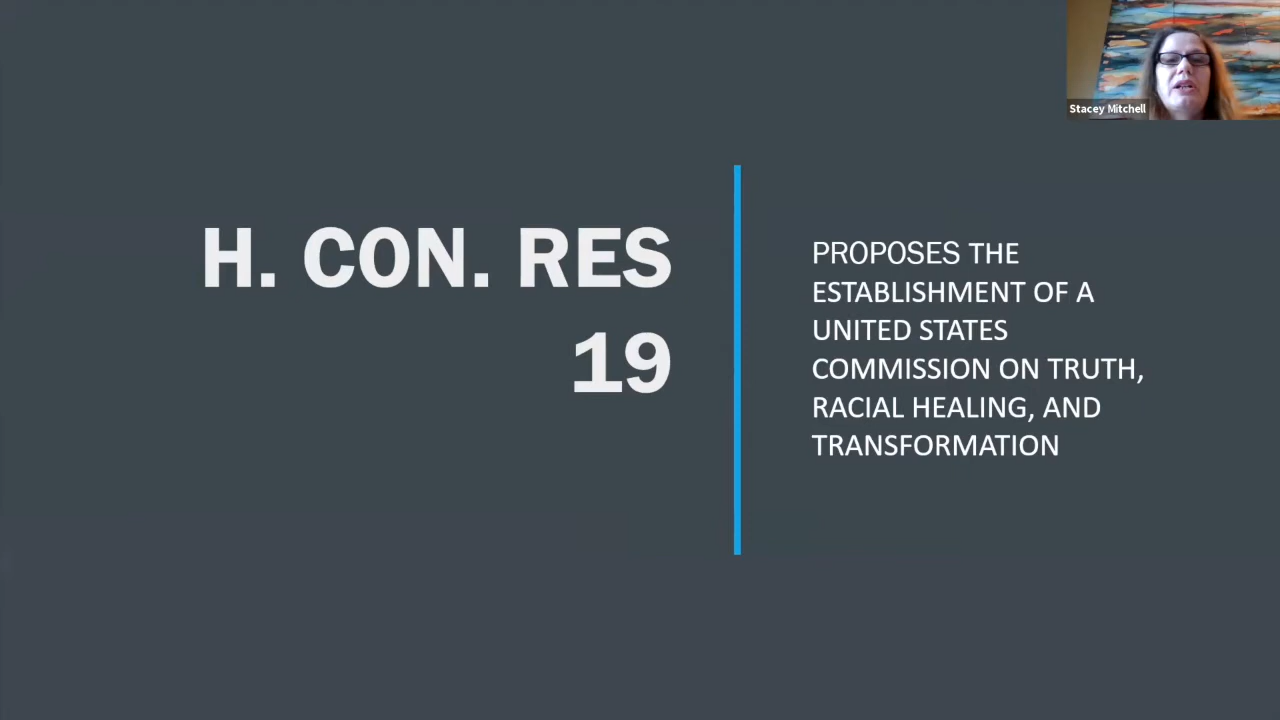 Stacey Mitchell
H. CON. RES
19
PROPOSES THE
ESTABLISHMENT OF A
UNITED STATES
COMMISSION ON TRUTH,
RACIAL HEALING, AND
TRANSFORMATION